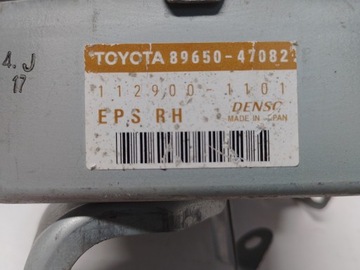 4.J
17
TOYOTA 89650-47082
112900-1101
DENSO
EPS RH
MADE IN JAPAN